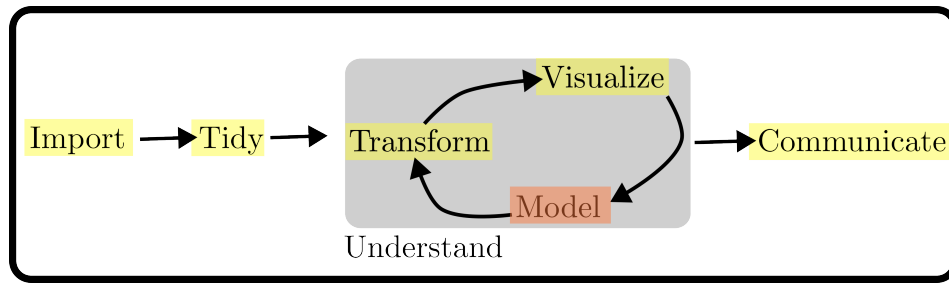 Import
Tidy
Transform
Visualize
Model
Understand
Communicate